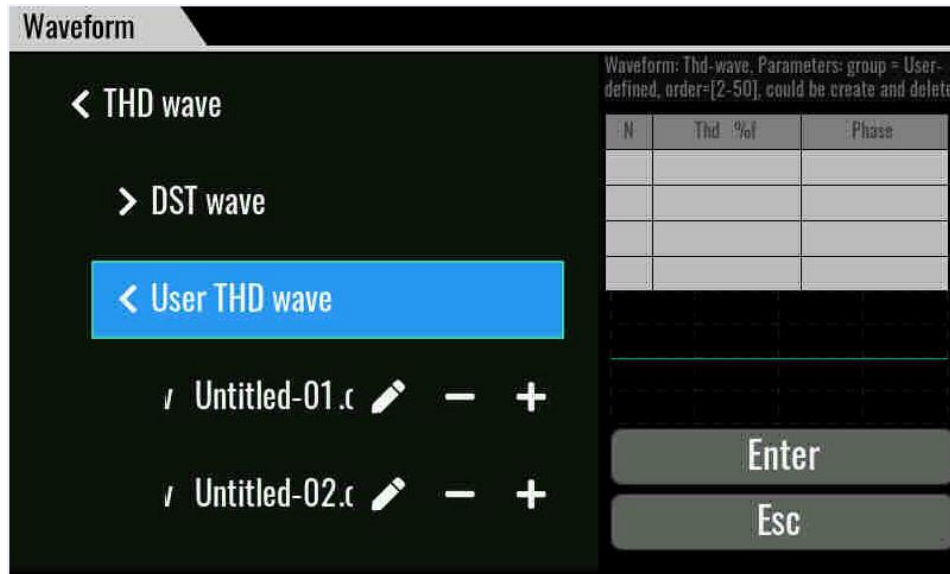 Waveform
THD wave
DST wave
User THD wave
Untitled-01.c
Untitled-02.c
Waveform: Thd-wave, Parameters: group = User-
defined, order=[2-50], could be create and delete
N Thd %f Phase
Enter
Esc